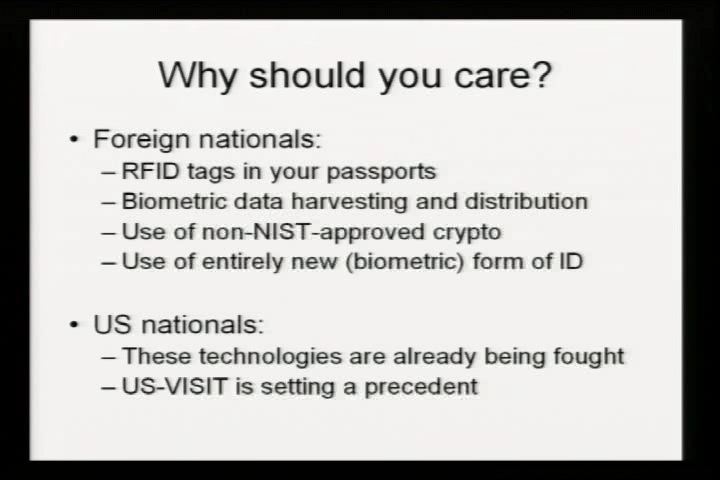 Why should you care?
• Foreign nationals:
– RFID tags in your passports
– Biometric data harvesting and distribution
– Use of non-NIST-approved crypto
– Use of entirely new (biometric) form of ID
• US nationals:
– These technologies are already being fought
– US-VISIT is setting a precedent